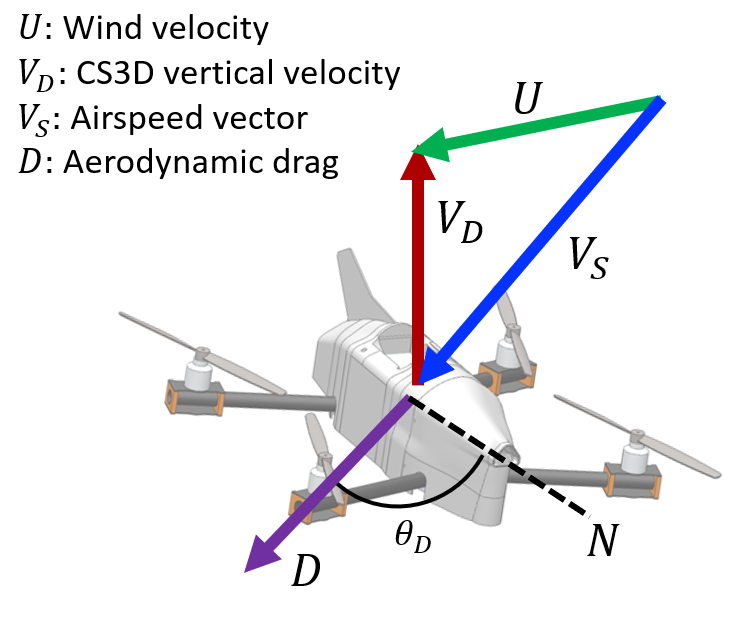 U: Wind velocity
V_D: CS3D vertical velocity
V_S: Airspeed vector
D: Aerodynamic drag
U
V_D
V_S
θ_D
N
D